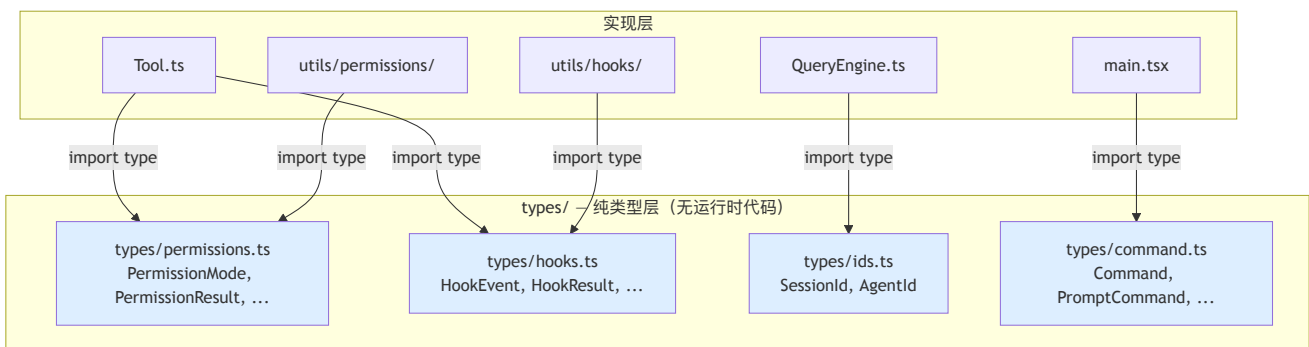 实现层
Tool.ts
utils/permissions/
utils/hooks/
QueryEngine.ts
main.tsx
import type
import type
import type
import type
import type
import type
types/ — 纯类型层（无运行时代码）
types/permissions.ts
PermissionMode,
PermissionResult, ...
types/hooks.ts
HookEvent, HookResult, ...
types/ids.ts
SessionId, AgentId
types/command.ts
Command,
PromptCommand, ...